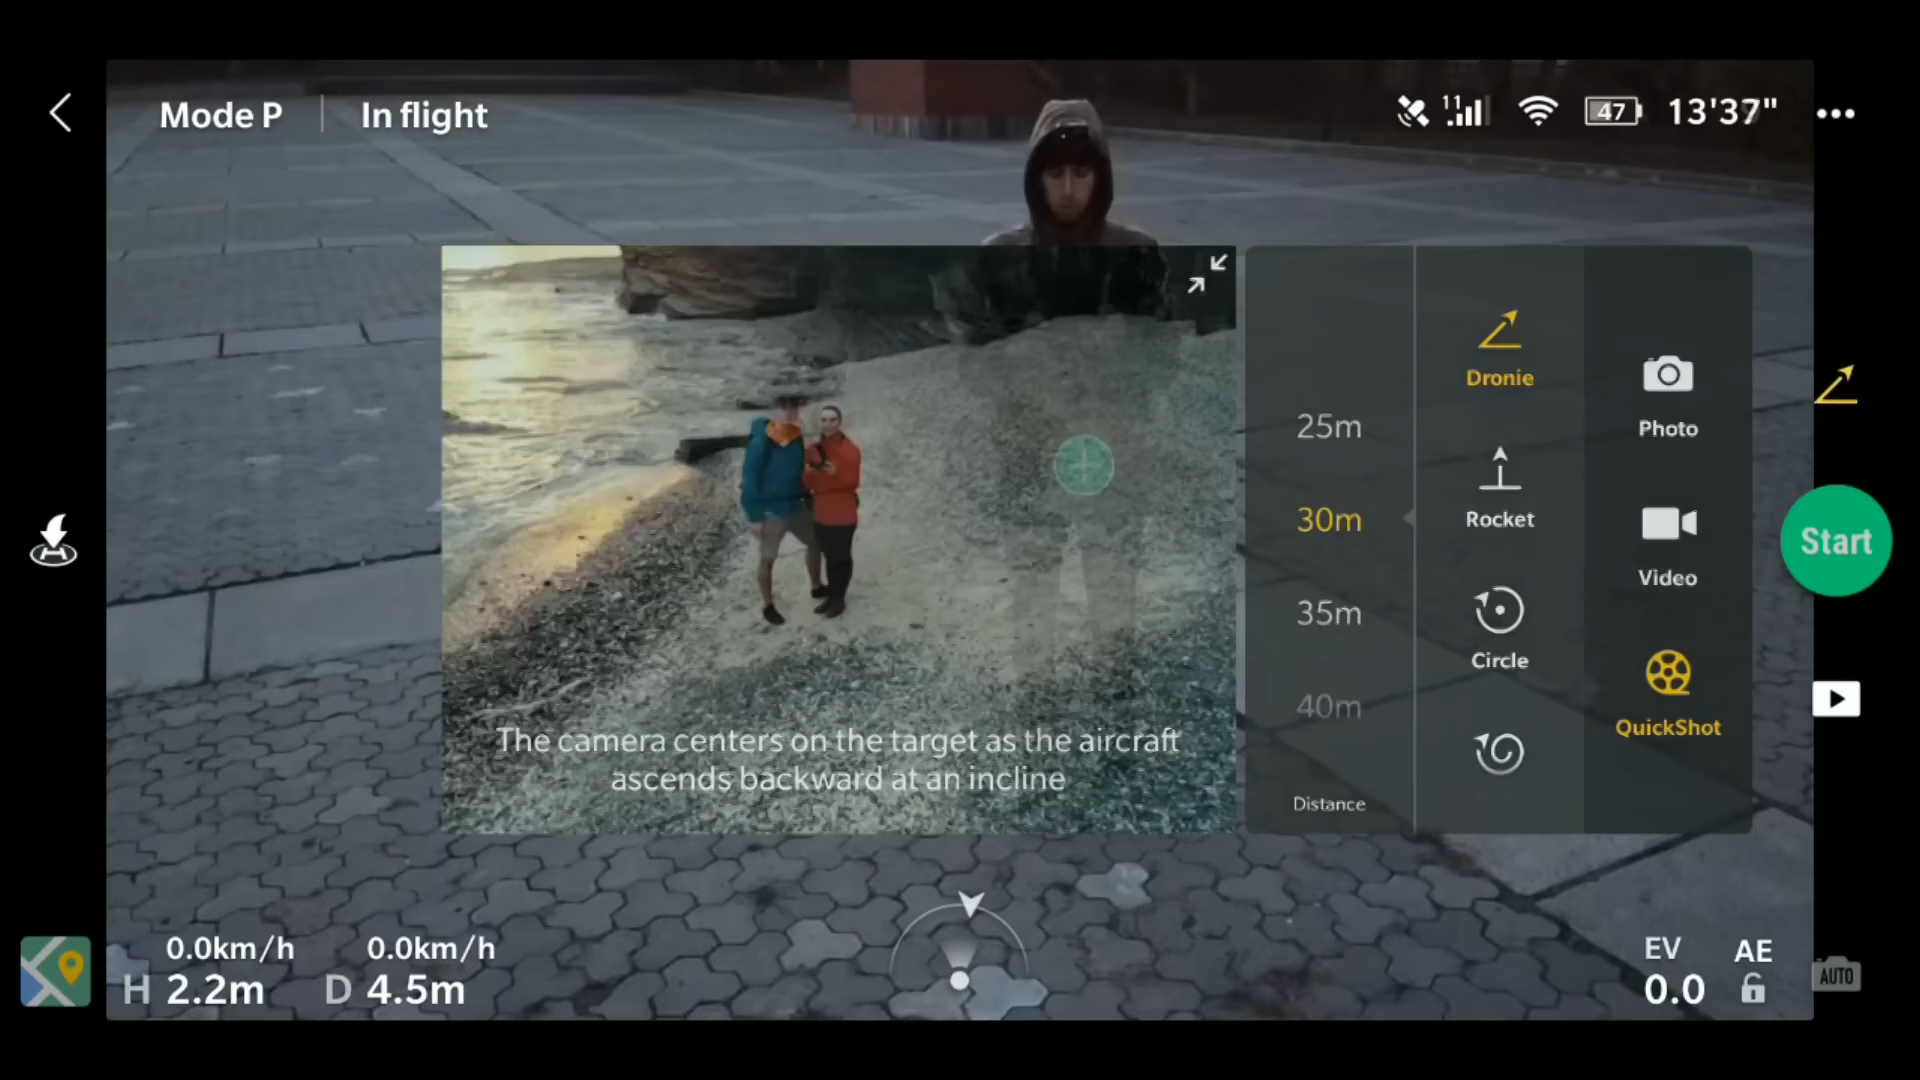 Mode P
In flight
11
47
13'37"
Dronie
Photo
25m
Rocket
30m
Video
Start
35m
Circle
40m
QuickShot
The camera centers on the target as the aircraft
ascends backward at an incline
Distance
0.0km/h
0.0km/h
H 2.2m
D 4.5m
EV
0.0
AE
AUTO